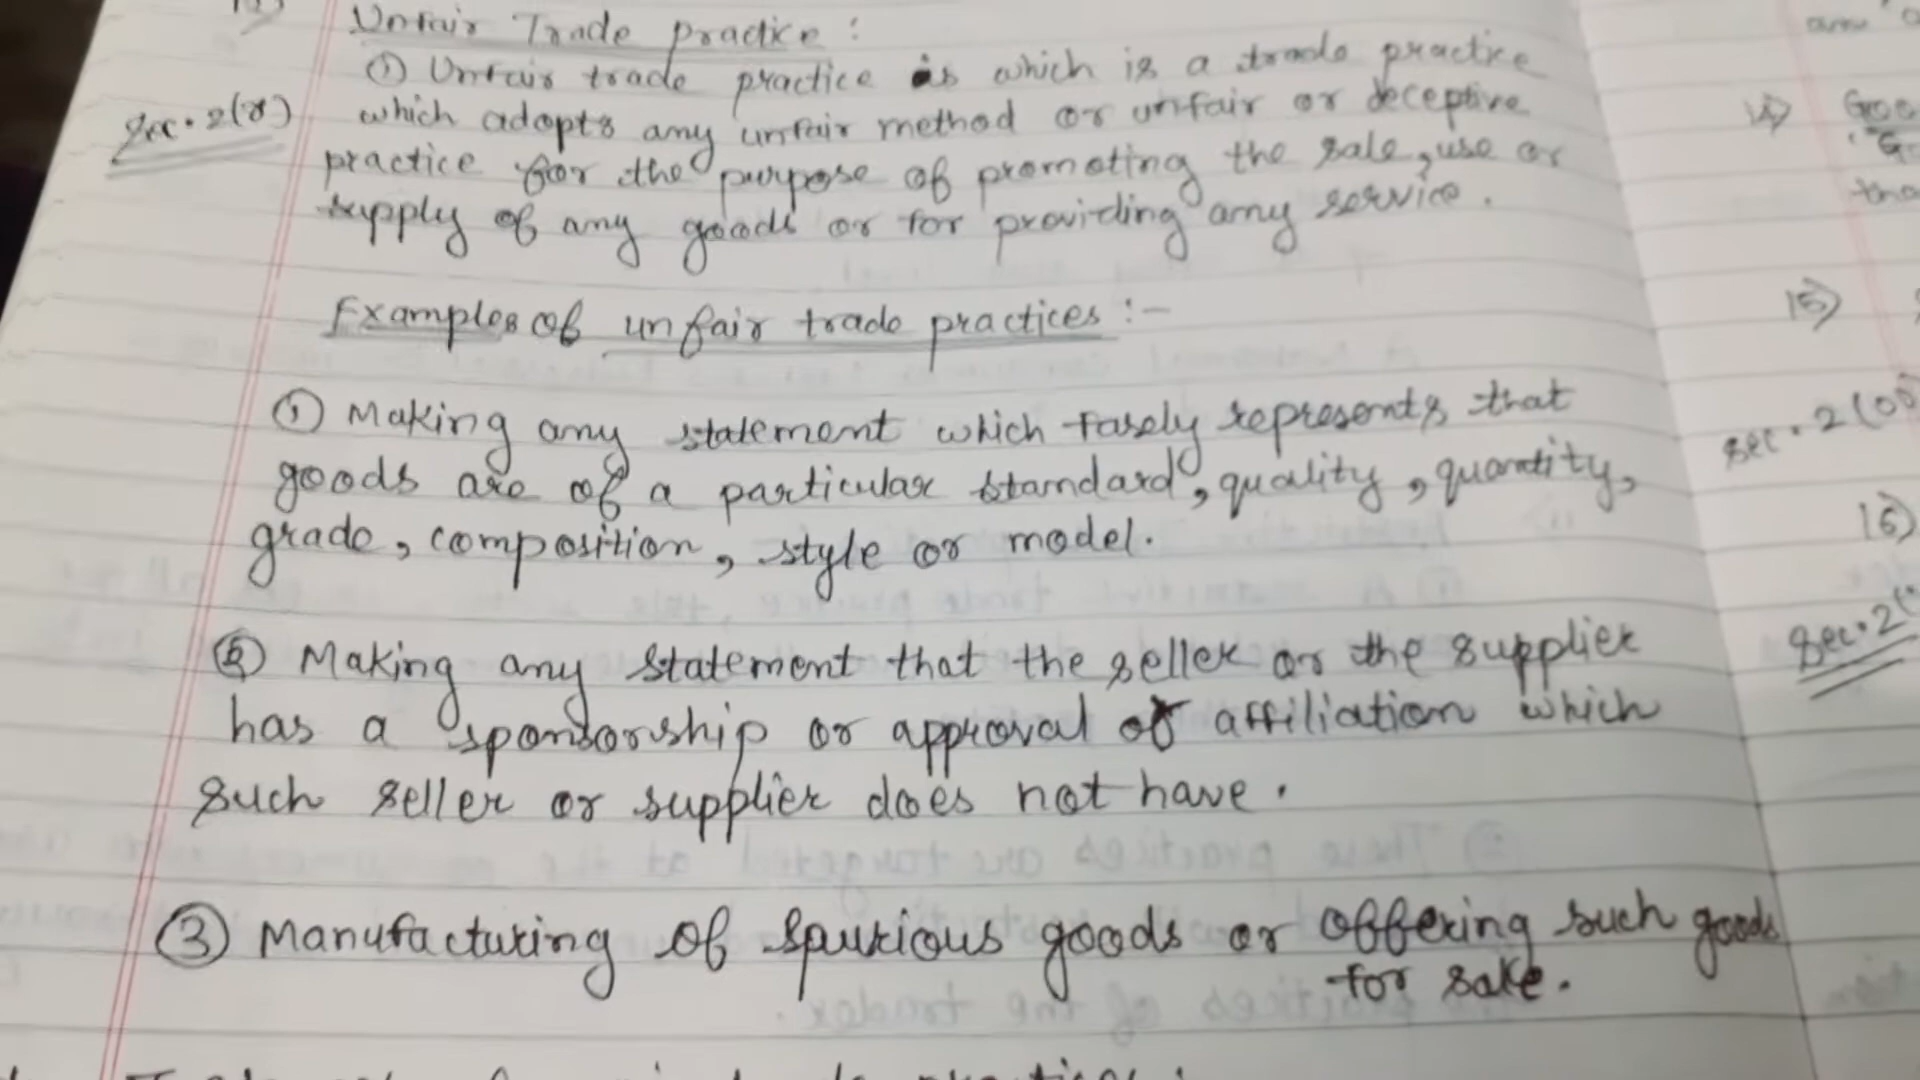 Unfair Trade practice :
① Unfair trade practice is which is a trade practice
Sec. 2(r)
which adopts any unfair method or unfair or deceptive
practice for the purpose of promoting the sale, use or
supply of any goods or for providing any service.
Examples of unfair trade practices :-
① Making any statement which fasely represents that
goods are of a particular standard, quality, quantity,
grade, composition, style or model.
② Making any statement that the seller or the supplier
has a sponsorship or approval of affiliation which
such seller or supplier does not have.
③ Manufacturing of spurious goods or offering such goods
for sale.
15)
sec. 2(00
16)
Sec. 2(